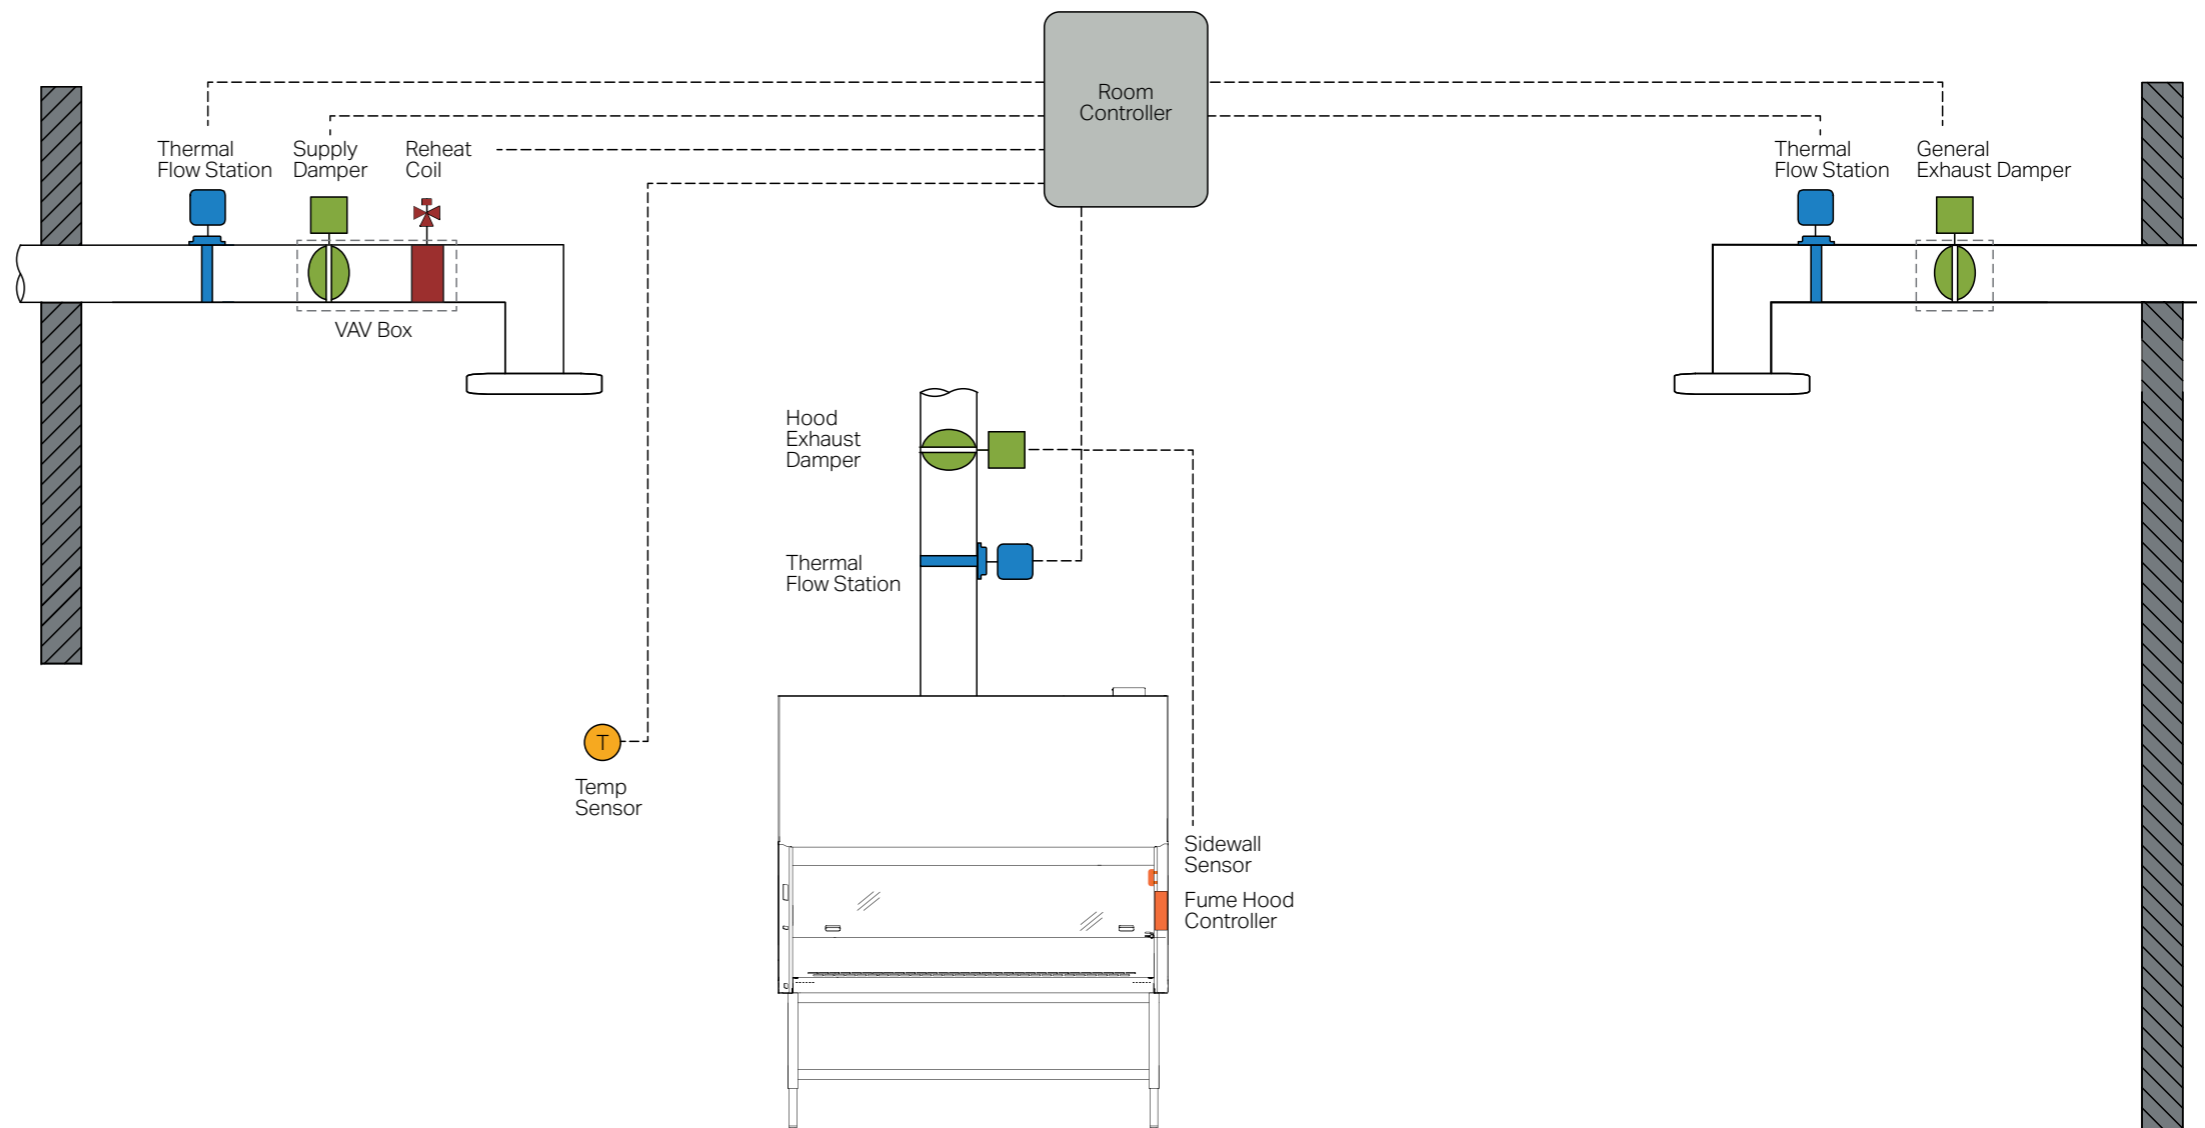 Room
Controller
Thermal
Flow Station
Supply
Damper
Reheat
Coil
Thermal
Flow Station
General
Exhaust Damper
VAV Box
Hood
Exhaust
Damper
Thermal
Flow Station
T
Temp
Sensor
Sidewall
Sensor
Fume Hood
Controller